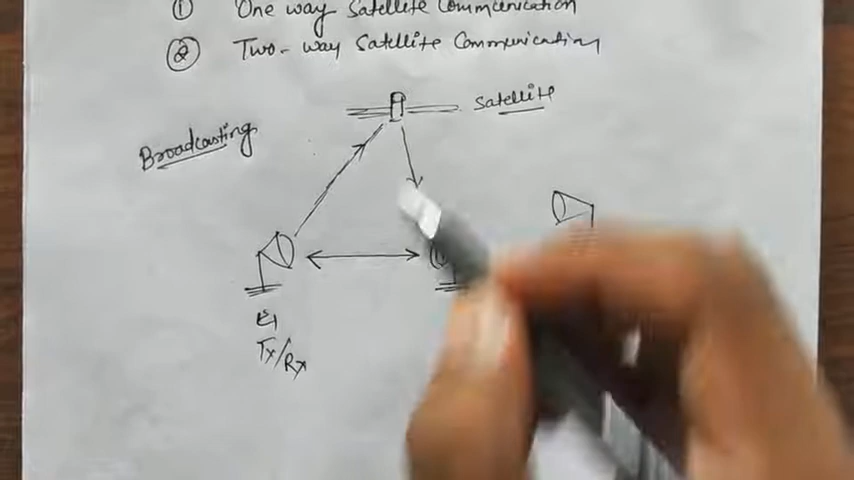 ① One way Satellite Communication
② Two-way Satellite Communication
Satellite
Broadcasting
E1
Tx/Rx